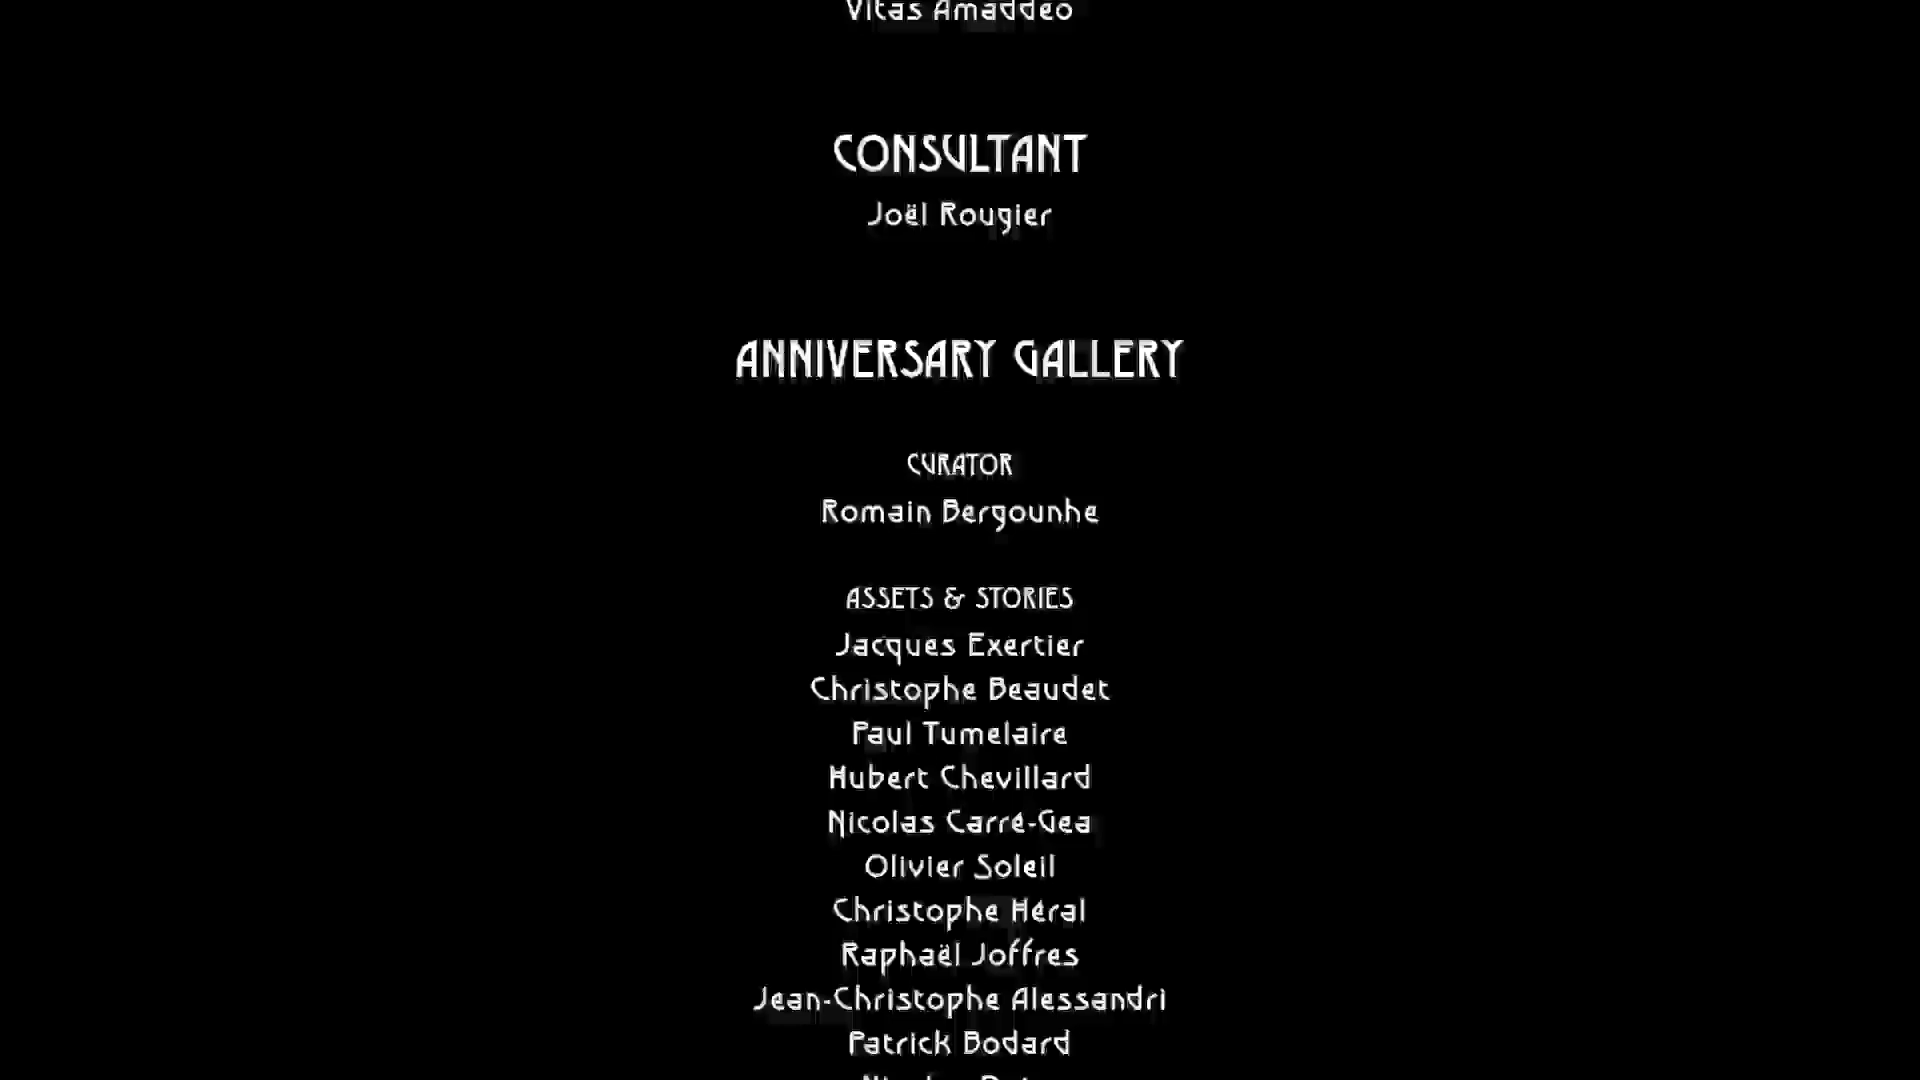 Vitas Amaddeo
CONSULTANT
Joël Rougier
ANNIVERSARY GALLERY
CURATOR
Romain Bergounhe
ASSETS & STORIES
Jacques Exertier
Christophe Beaudet
Paul Tumelaire
Hubert Chevillard
Nicolas Carré-Gea
Olivier Soleil
Christophe Héral
Raphaël Joffres
Jean-Christophe Alessandri
Patrick Bodard